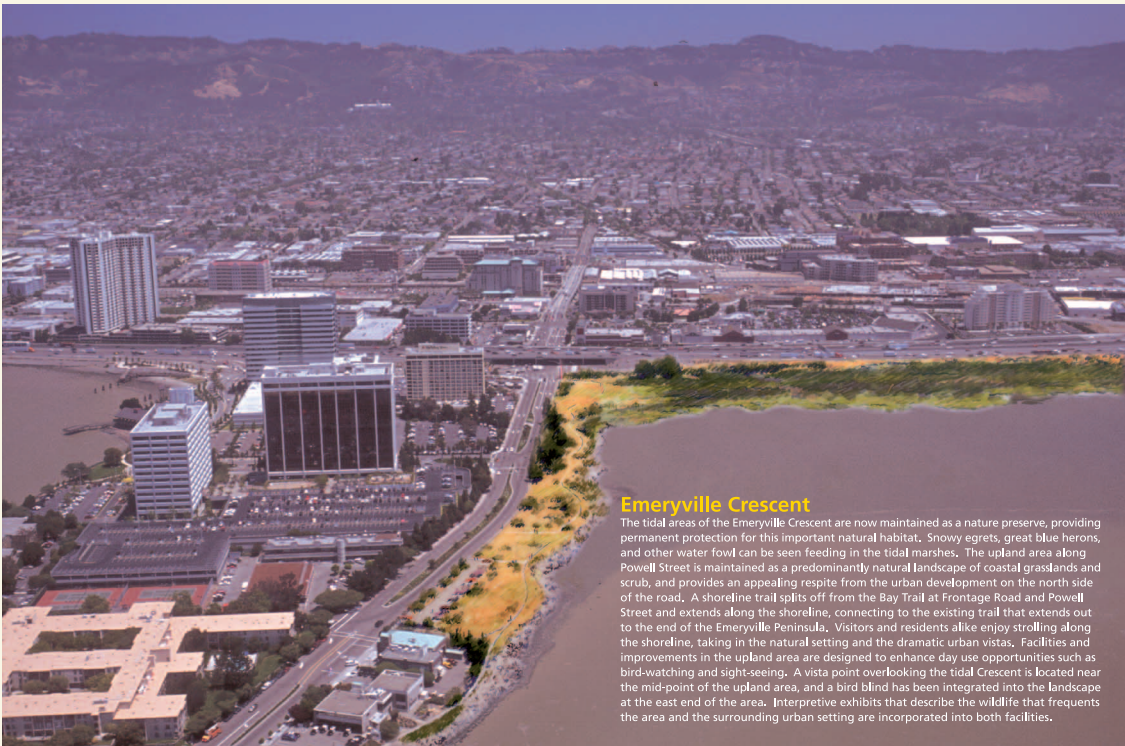 Emeryville Crescent
The tidal areas of the Emeryville Crescent are now maintained as a nature preserve, providing
permanent protection for this important natural habitat. Snowy egrets, great blue herons,
and other water fowl can be seen feeding in the tidal marshes. The upland area along
Powell Street is maintained as a predominantly natural landscape of coastal grasslands and
scrub, and provides an appealing respite from the urban development on the north side
of the road. A shoreline trail splits off from the Bay Trail at Frontage Road and Powell
Street and extends along the shoreline, connecting to the existing trail that extends out
to the end of the Emeryville Peninsula. Visitors and residents alike enjoy strolling along
the shoreline, taking in the natural setting and the dramatic urban vistas. Facilities and
improvements in the upland area are designed to enhance day use opportunities such as
bird-watching and sight-seeing. A vista point overlooking the tidal Crescent is located near
the mid-point of the upland area, and a bird blind has been integrated into the landscape
at the east end of the area. Interpretive exhibits that describe the wildlife that frequents
the area and the surrounding urban setting are incorporated into both facilities.